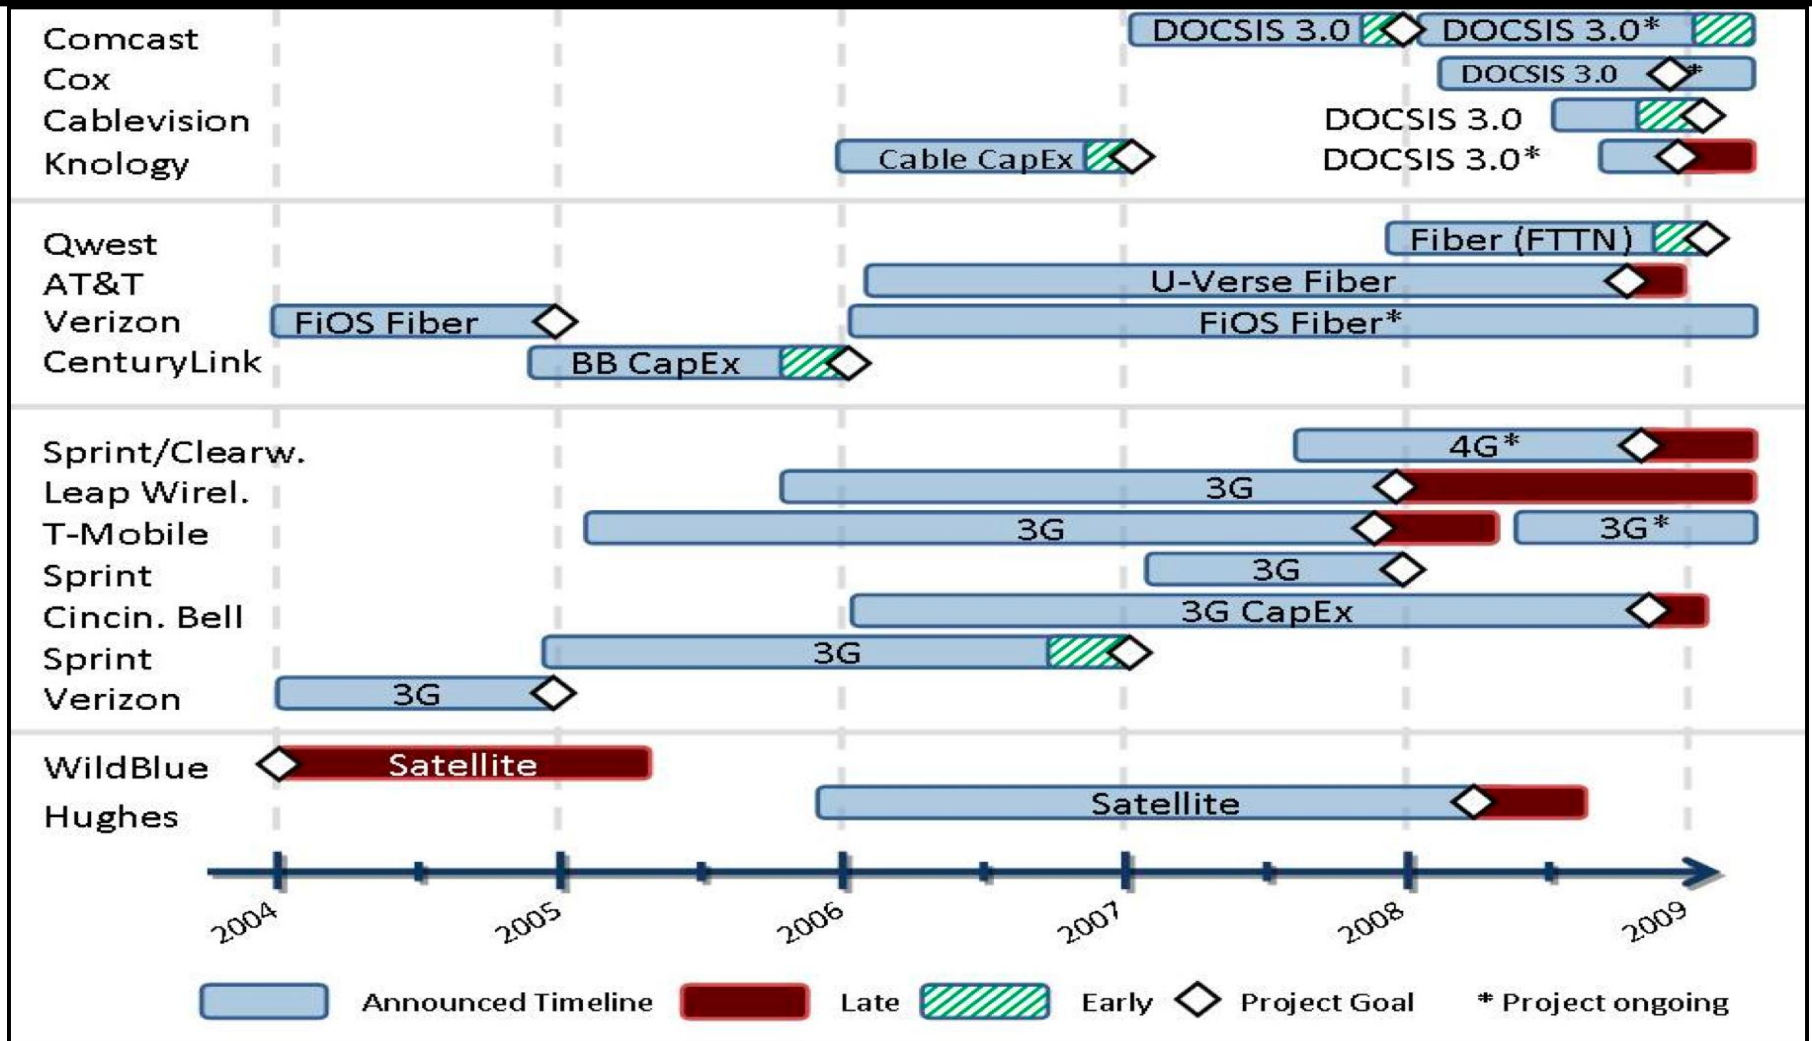 Comcast DOCSIS 3.0 DOCSIS 3.0*
Cox DOCSIS 3.0 *
Cablevision DOCSIS 3.0
Knology Cable CapEx DOCSIS 3.0*
Qwest Fiber (FTTN)
AT&T U-Verse Fiber
Verizon FiOS Fiber FiOS Fiber*
CenturyLink BB CapEx
Sprint/Clearw. 4G*
Leap Wirel. 3G
T-Mobile 3G 3G*
Sprint 3G
Cincin. Bell 3G CapEx
Sprint 3G
Verizon 3G
WildBlue Satellite
Hughes Satellite
2004 2005 2006 2007 2008 2009
Announced Timeline Late Early Project Goal * Project ongoing